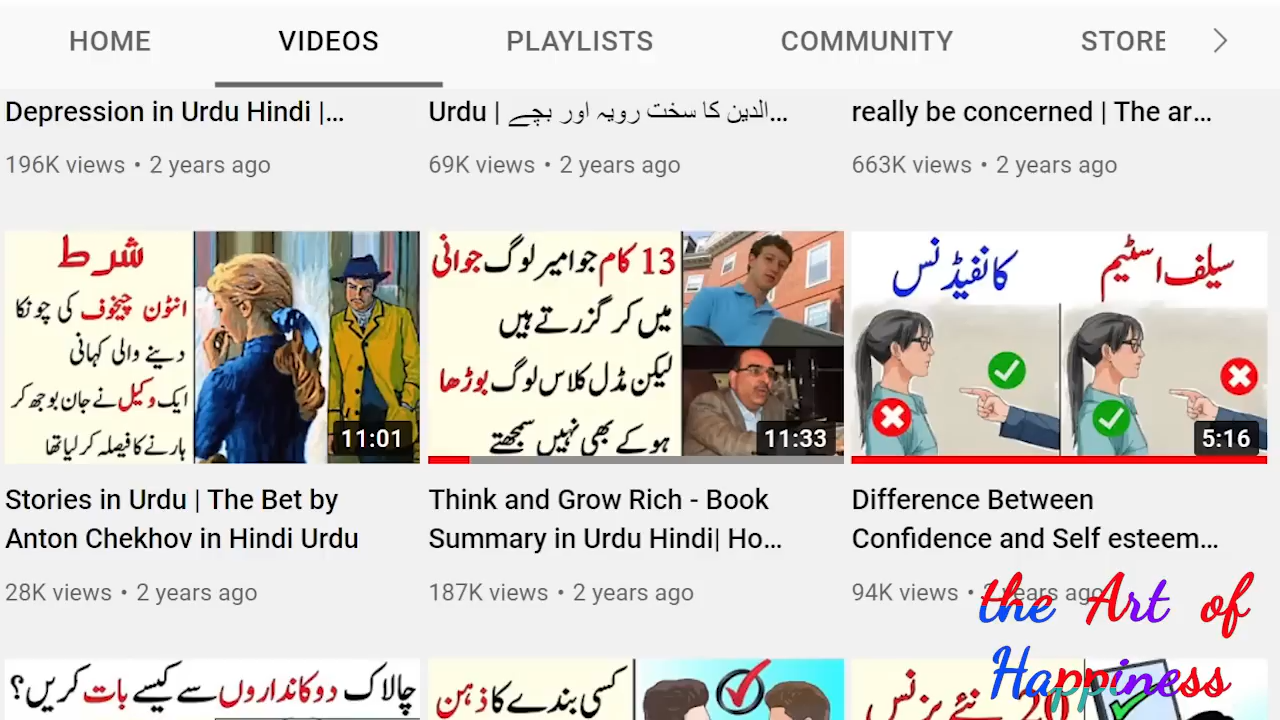 HOME VIDEOS PLAYLISTS COMMUNITY STORE
Depression in Urdu Hindi |...
196K views • 2 years ago
Urdu | الدین کا سخت رویہ اور بچے...
69K views • 2 years ago
really be concerned | The ar...
663K views • 2 years ago
شرط
انٹون چیخوف کی چونکا
دینے والی کہانی
ایک وکیل نے جان بوجھ کر
ہارنے کا فیصلہ کر لیا تھا
11:01
Stories in Urdu | The Bet by
Anton Chekhov in Hindi Urdu
28K views • 2 years ago
13 کام جو امیر لوگ جوانی
میں کر گزرتے ہیں
لیکن مڈل کلاس لوگ بوڑھا
ہو کے بھی نہیں سمجھتے
11:33
Think and Grow Rich - Book
Summary in Urdu Hindi| Ho...
187K views • 2 years ago
سیلف اسٹیم
کانفیڈنس
5:16
Difference Between
Confidence and Self esteem...
94K views • 2 years ago
the Art of
Happiness
چالاک دوکانداروں سے کیسے بات کریں؟
کسی بندے کا ذہن
20 نئے بزنس